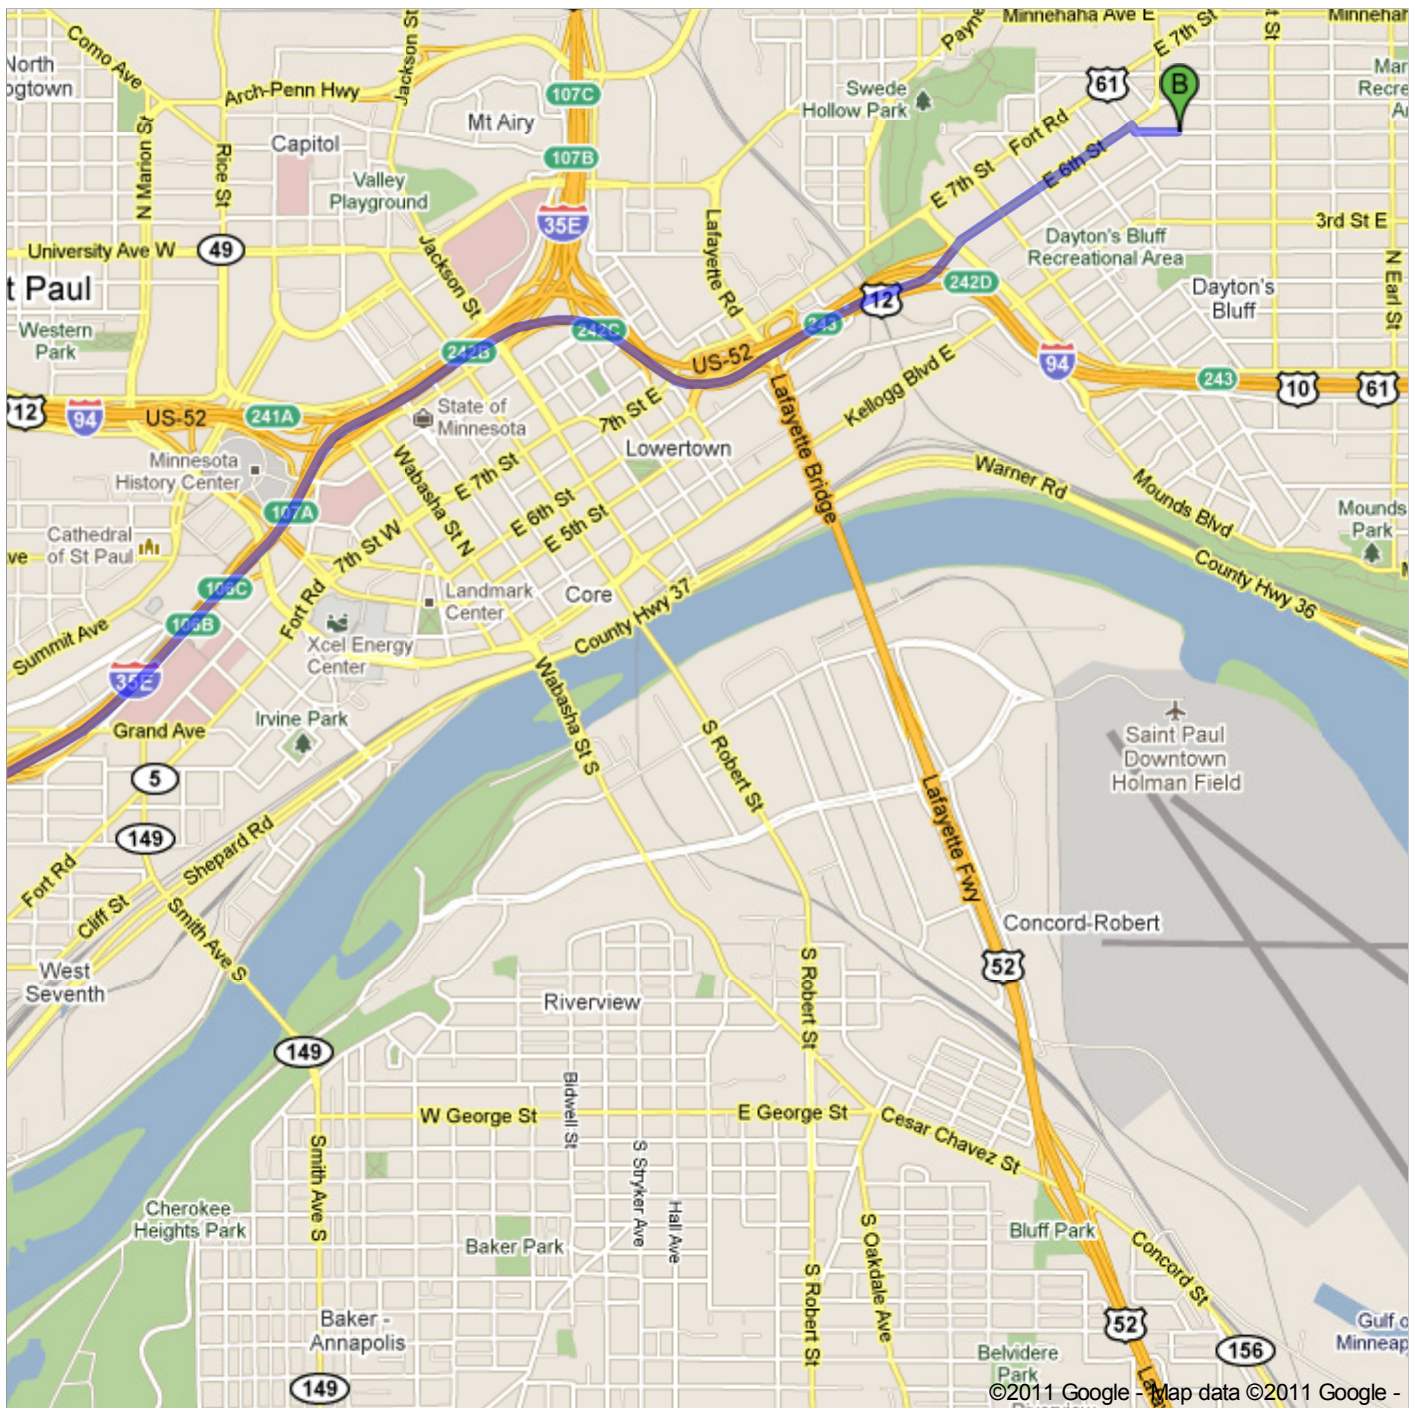 Minnehaha Ave E
Minnehar
Como Ave
Jackson St
Payne
E 7th St
t St
North
ogtown
Arch-Penn Hwy
107C
Swede
Hollow Park
61
B
Mar
Recre
A
Mt Airy
Capitol
107B
Fort Rd
E 6th St
N Marion St
Rice St
Valley
Playground
E 7th St
35E
Lafayette Rd
3rd St E
University Ave W
49
Jackson St
Dayton's Bluff
Recreational Area
N Earl St
t Paul
12
242D
Dayton's
Bluff
Western
Park
242C
243
242B
US-52
94
243
10
61
Kellogg Blvd E
12
94
US-52
241A
State of
Minnesota
7th St E
Lafayette Bridge
Lowertown
Minnesota
History Center
Wabasha St N
E 7th St
Warner Rd
Mounds Blvd
107A
E 6th St
E 5th St
Mounds
Park
Cathedral
of St Paul
ve
7th St W
County Hwy 36
106C
Fort Rd
Landmark
Center
Core
County Hwy 37
106B
Summit Ave
Xcel Energy
Center
35E
Wabasha St S
Grand Ave
Irvine Park
S Robert St
Saint Paul
Downtown
Holman Field
5
149
Lafayette Fwy
Shepard Rd
Fort Rd
Cliff St
Smith Ave S
Concord-Robert
West
Seventh
52
S Robert St
Riverview
149
Bidwell St
W George St
E George St
Cesar Chavez St
Smith Ave S
S Stryker Ave
Hall Ave
Cherokee
Heights Park
Baker Park
S Oakdale Ave
Bluff Park
Concord St
S Robert St
Baker -
Annapolis
52
156
Gulf o
Minneap
Belvidere
Park
149
©2011 Google - Map data ©2011 Google -